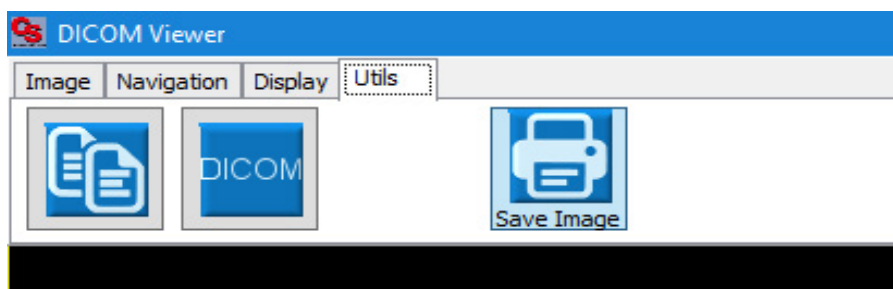 DICOM Viewer
Image Navigation Display Utils
DICOM
Save Image